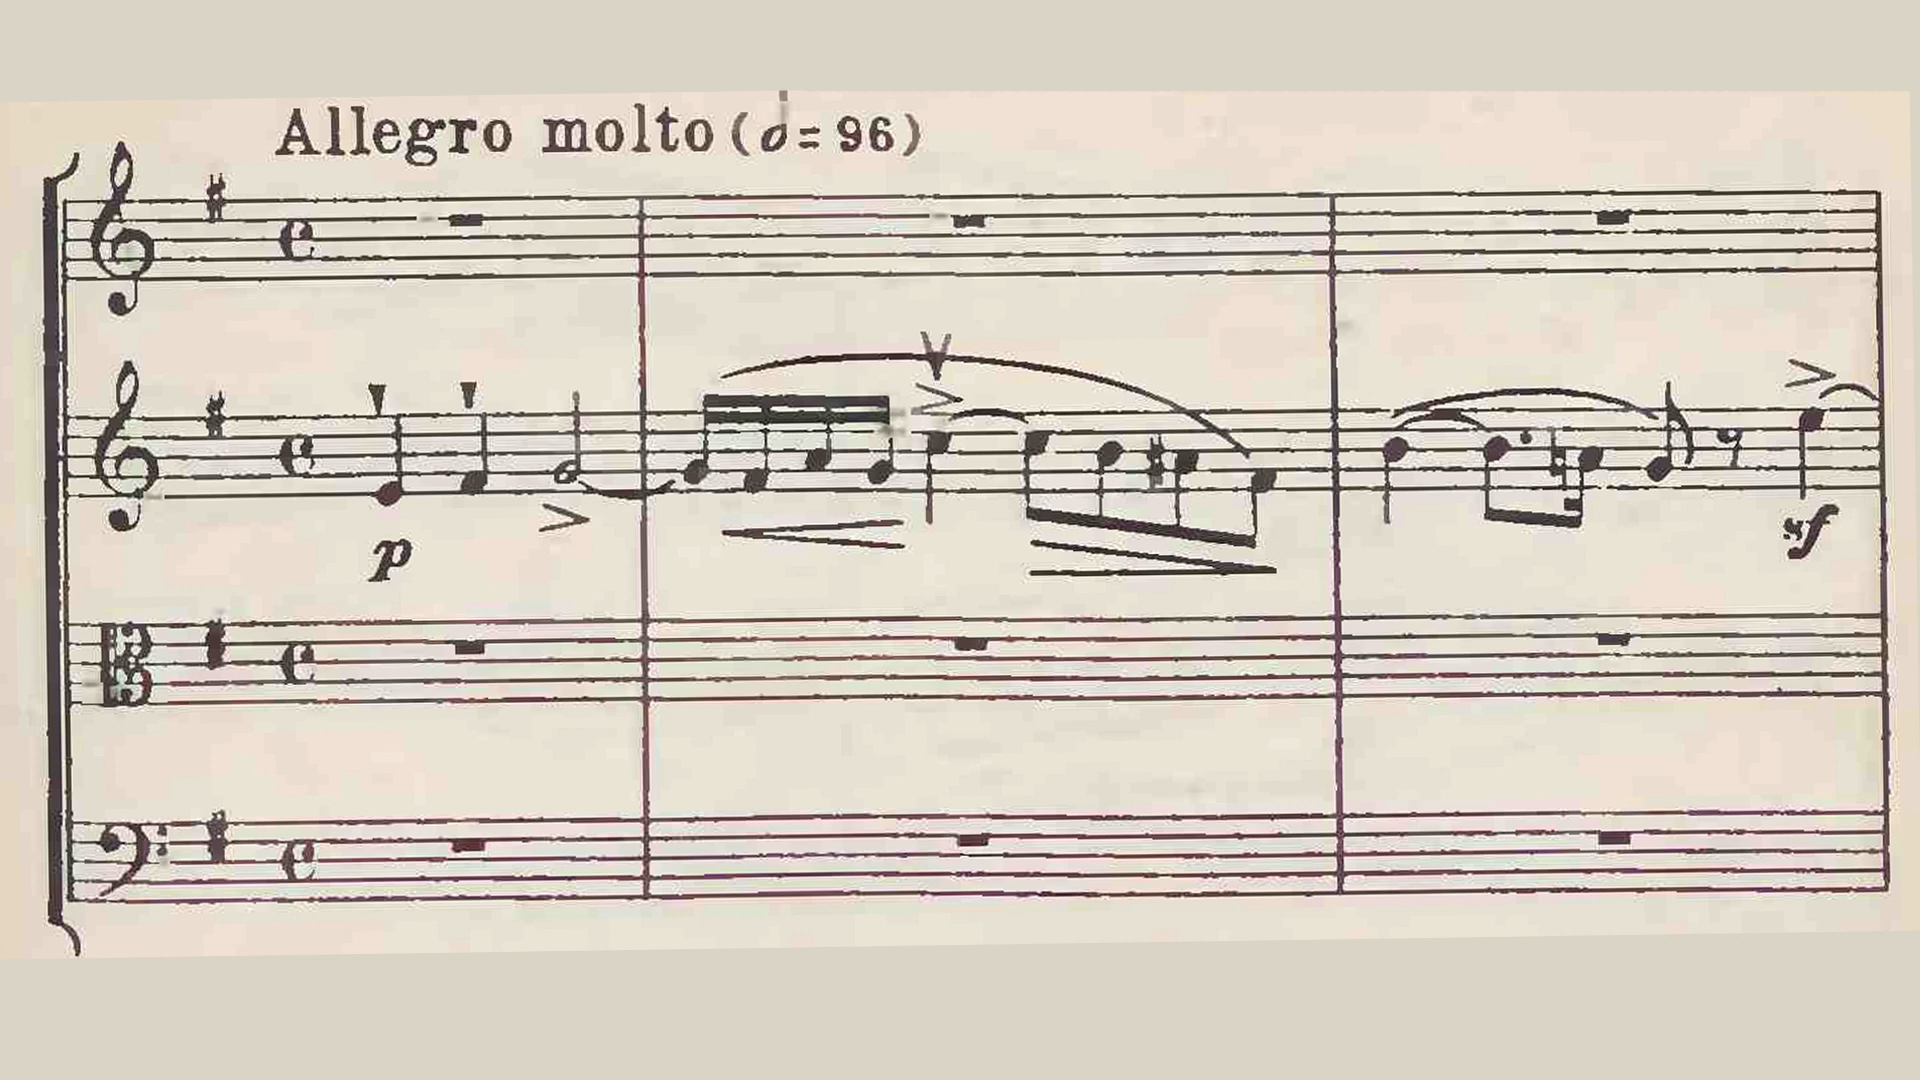 Allegro molto (𝅗𝅥 = 96)
p
sf